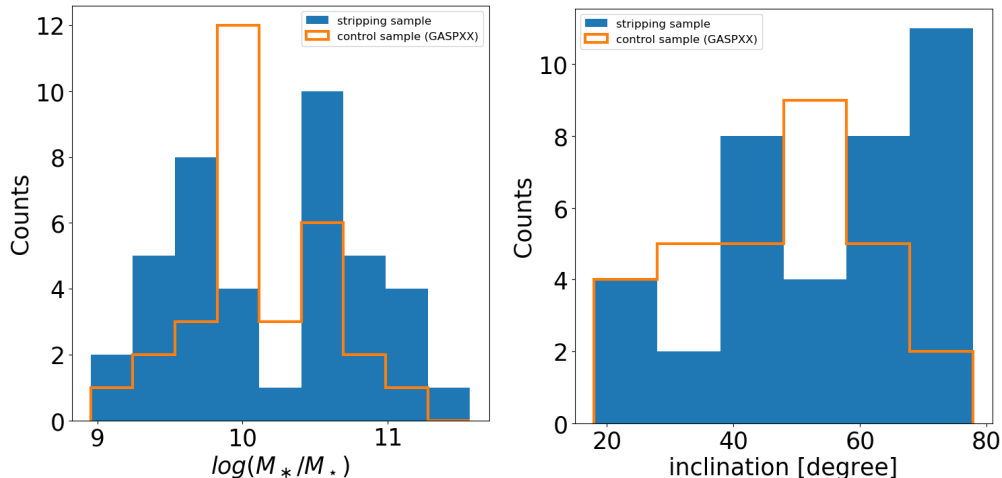 stripping sample
control sample (GASPXX)
12
10
8
6
4
2
0
Counts
9
10
11
log(M∗/M⋆)
stripping sample
control sample (GASPXX)
10
8
6
4
2
0
Counts
20
40
60
80
inclination [degree]